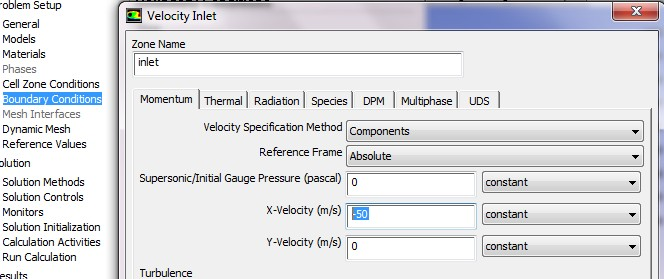 Problem Setup
General
Models
Materials
Phases
Cell Zone Conditions
Boundary Conditions
Mesh Interfaces
Dynamic Mesh
Reference Values
Solution
Solution Methods
Solution Controls
Monitors
Solution Initialization
Calculation Activities
Run Calculation
Results
Velocity Inlet
Zone Name
inlet
Momentum Thermal Radiation Species DPM Multiphase UDS
Velocity Specification Method Components
Reference Frame Absolute
Supersonic/Initial Gauge Pressure (pascal) 0 constant
X-Velocity (m/s) -50 constant
Y-Velocity (m/s) 0 constant
Turbulence